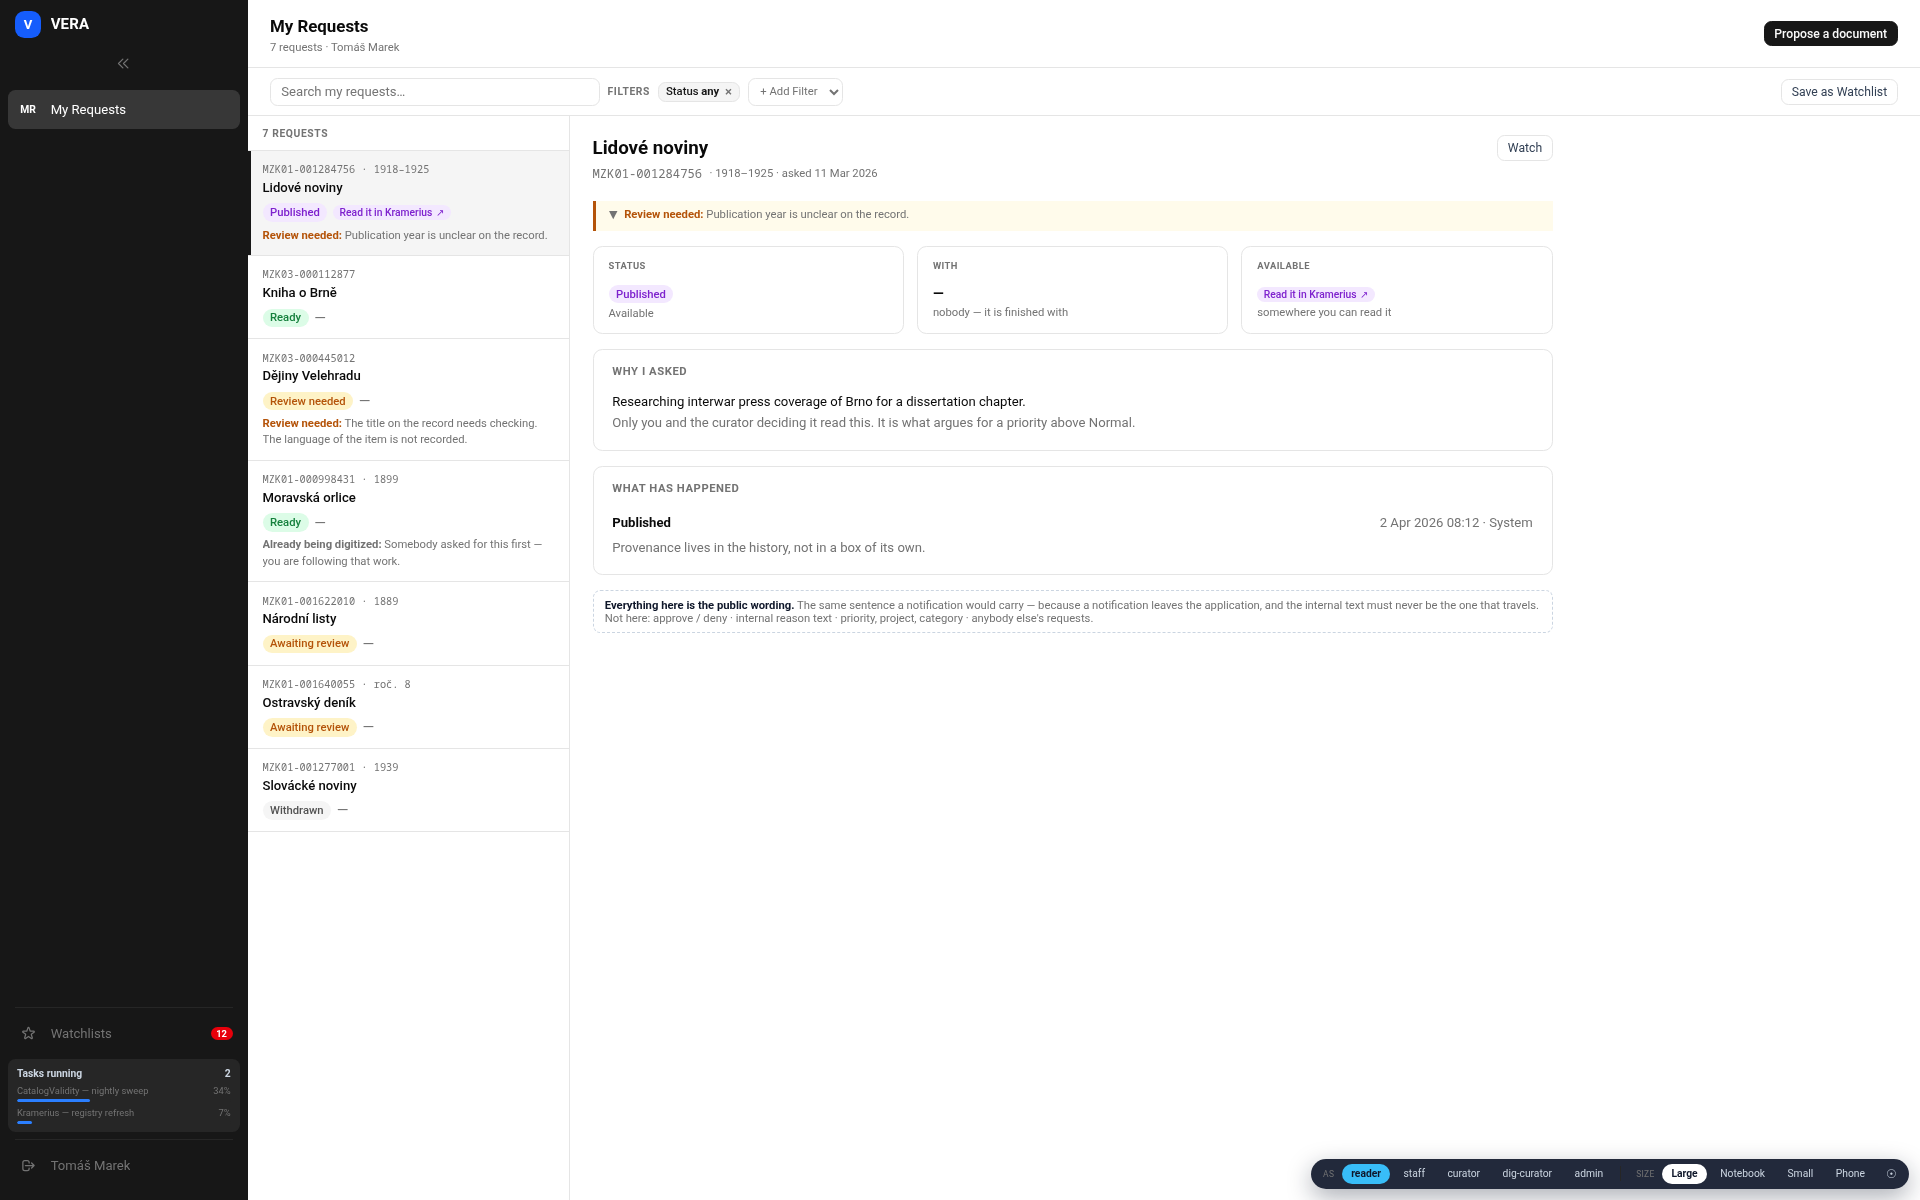 V VERA
MR My Requests
Watchlists 12
Tasks running 2
CatalogValidity — nightly sweep 34%
Kramerius — registry refresh 7%
Tomáš Marek
My Requests
7 requests · Tomáš Marek
Propose a document
Search my requests...
FILTERS
Status any ×
+ Add Filter
Save as Watchlist
7 REQUESTS
MZK01-001284756 · 1918–1925
Lidové noviny
Published Read it in Kramerius ↗
Review needed: Publication year is unclear on the record.
MZK03-000112877
Kniha o Brně
Ready —
MZK03-000445012
Dějiny Velehradu
Review needed —
Review needed: The title on the record needs checking.
The language of the item is not recorded.
MZK01-000998431 · 1899
Moravská orlice
Ready —
Already being digitized: Somebody asked for this first —
you are following that work.
MZK01-001622010 · 1889
Národní listy
Awaiting review —
MZK01-001640055 · roč. 8
Ostravský deník
Awaiting review —
MZK01-001277001 · 1939
Slovácké noviny
Withdrawn —
Lidové noviny
Watch
MZK01-001284756 · 1918–1925 · asked 11 Mar 2026
▼ Review needed: Publication year is unclear on the record.
STATUS
Published
Available
WITH
—
nobody — it is finished with
AVAILABLE
Read it in Kramerius ↗
somewhere you can read it
WHY I ASKED
Researching interwar press coverage of Brno for a dissertation chapter.
Only you and the curator deciding it read this. It is what argues for a priority above Normal.
WHAT HAS HAPPENED
Published 2 Apr 2026 08:12 · System
Provenance lives in the history, not in a box of its own.
Everything here is the public wording. The same sentence a notification would carry — because a notification leaves the application, and the internal text must never be the one that travels.
Not here: approve / deny · internal reason text · priority, project, category · anybody else's requests.
AS reader staff curator dig-curator admin SIZE Large Notebook Small Phone